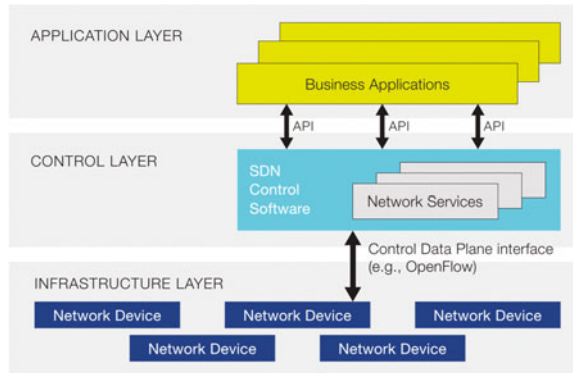 APPLICATION LAYER
Business Applications
API
API
API
CONTROL LAYER
SDN
Control
Software
Network Services
Control Data Plane interface
(e.g., OpenFlow)
INFRASTRUCTURE LAYER
Network Device
Network Device
Network Device
Network Device
Network Device